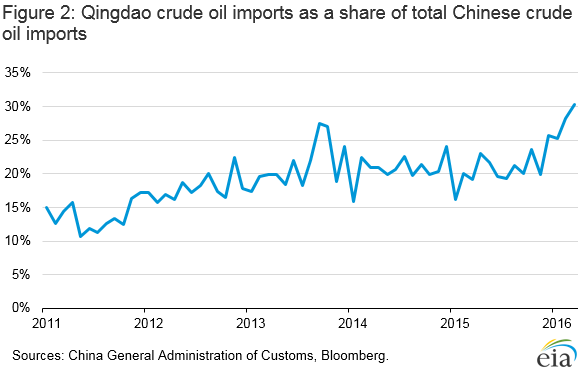 Figure 2: Qingdao crude oil imports as a share of total Chinese crude
oil imports
35%
30%
25%
20%
15%
10%
5%
0%
2011 2012 2013 2014 2015 2016
Sources: China General Administration of Customs, Bloomberg.
eia